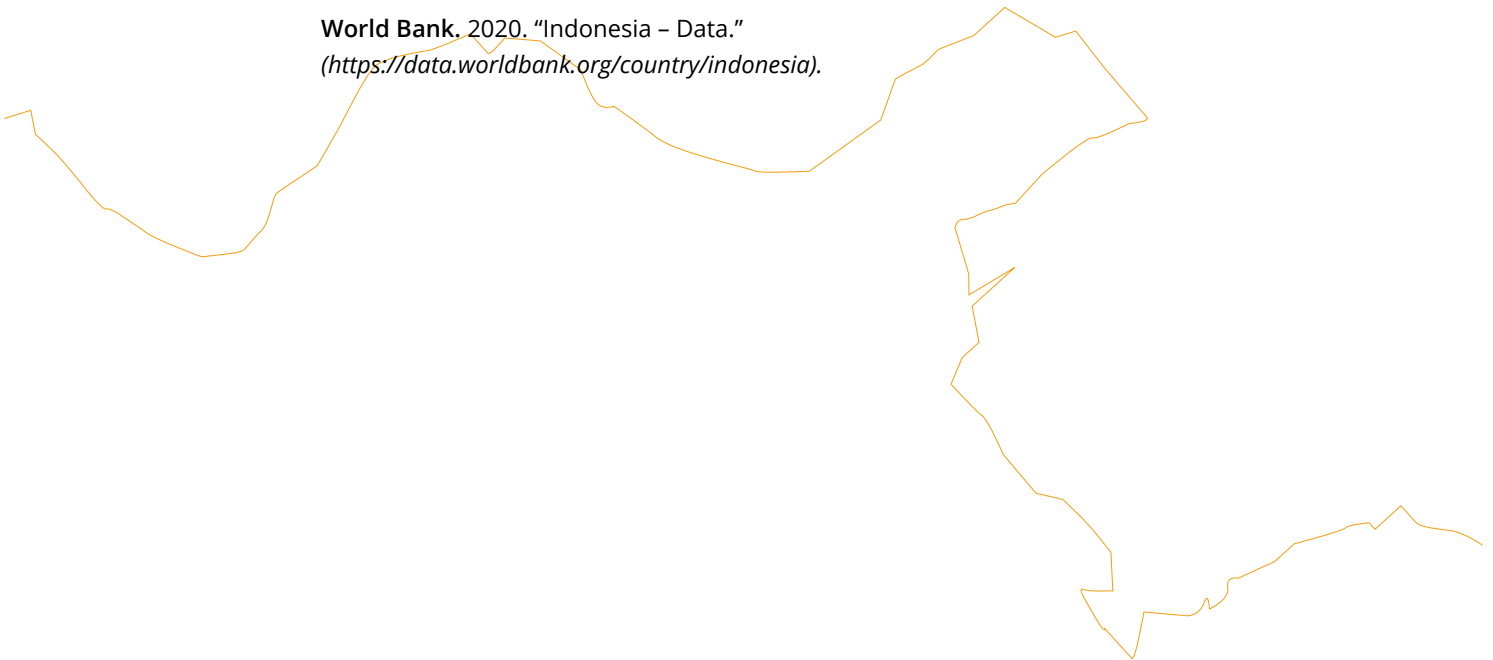 World Bank. 2020. “Indonesia – Data.”
(https://data.worldbank.org/country/indonesia).